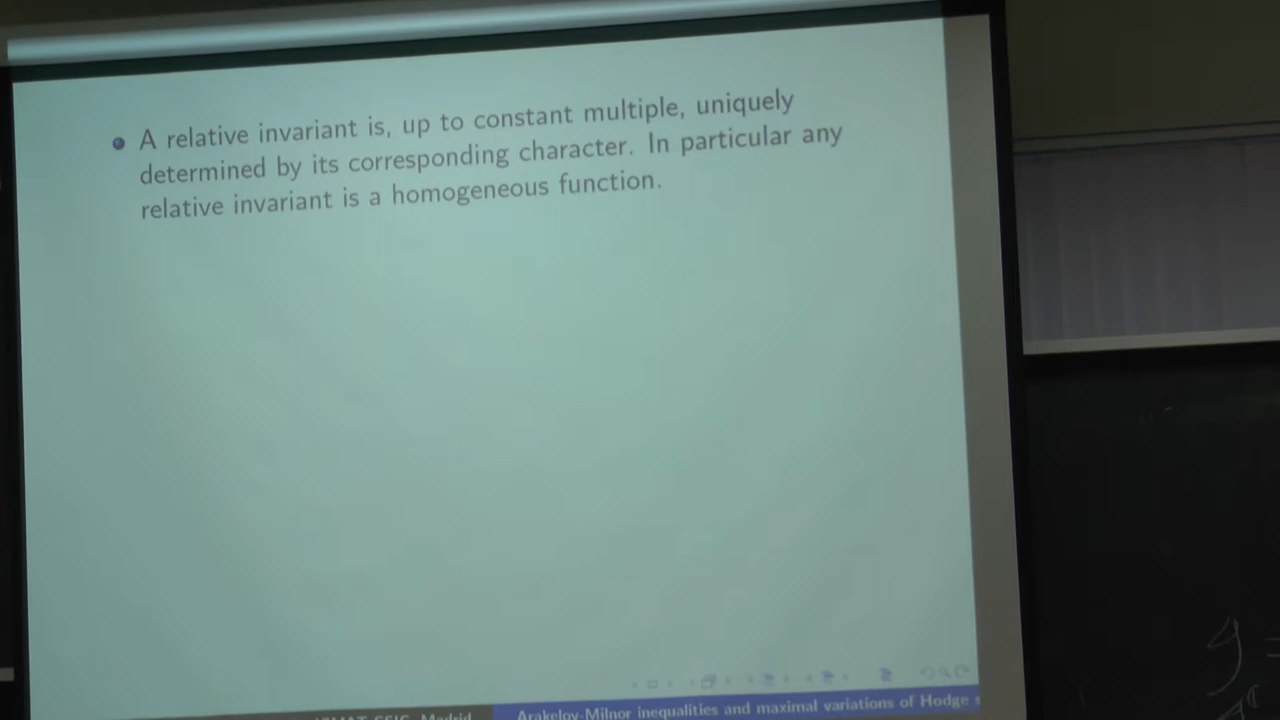 A relative invariant is, up to constant multiple, uniquely
determined by its corresponding character. In particular any
relative invariant is a homogeneous function.
Madrid
Arakelov-Milnor inequalities and maximal variations of Hodge